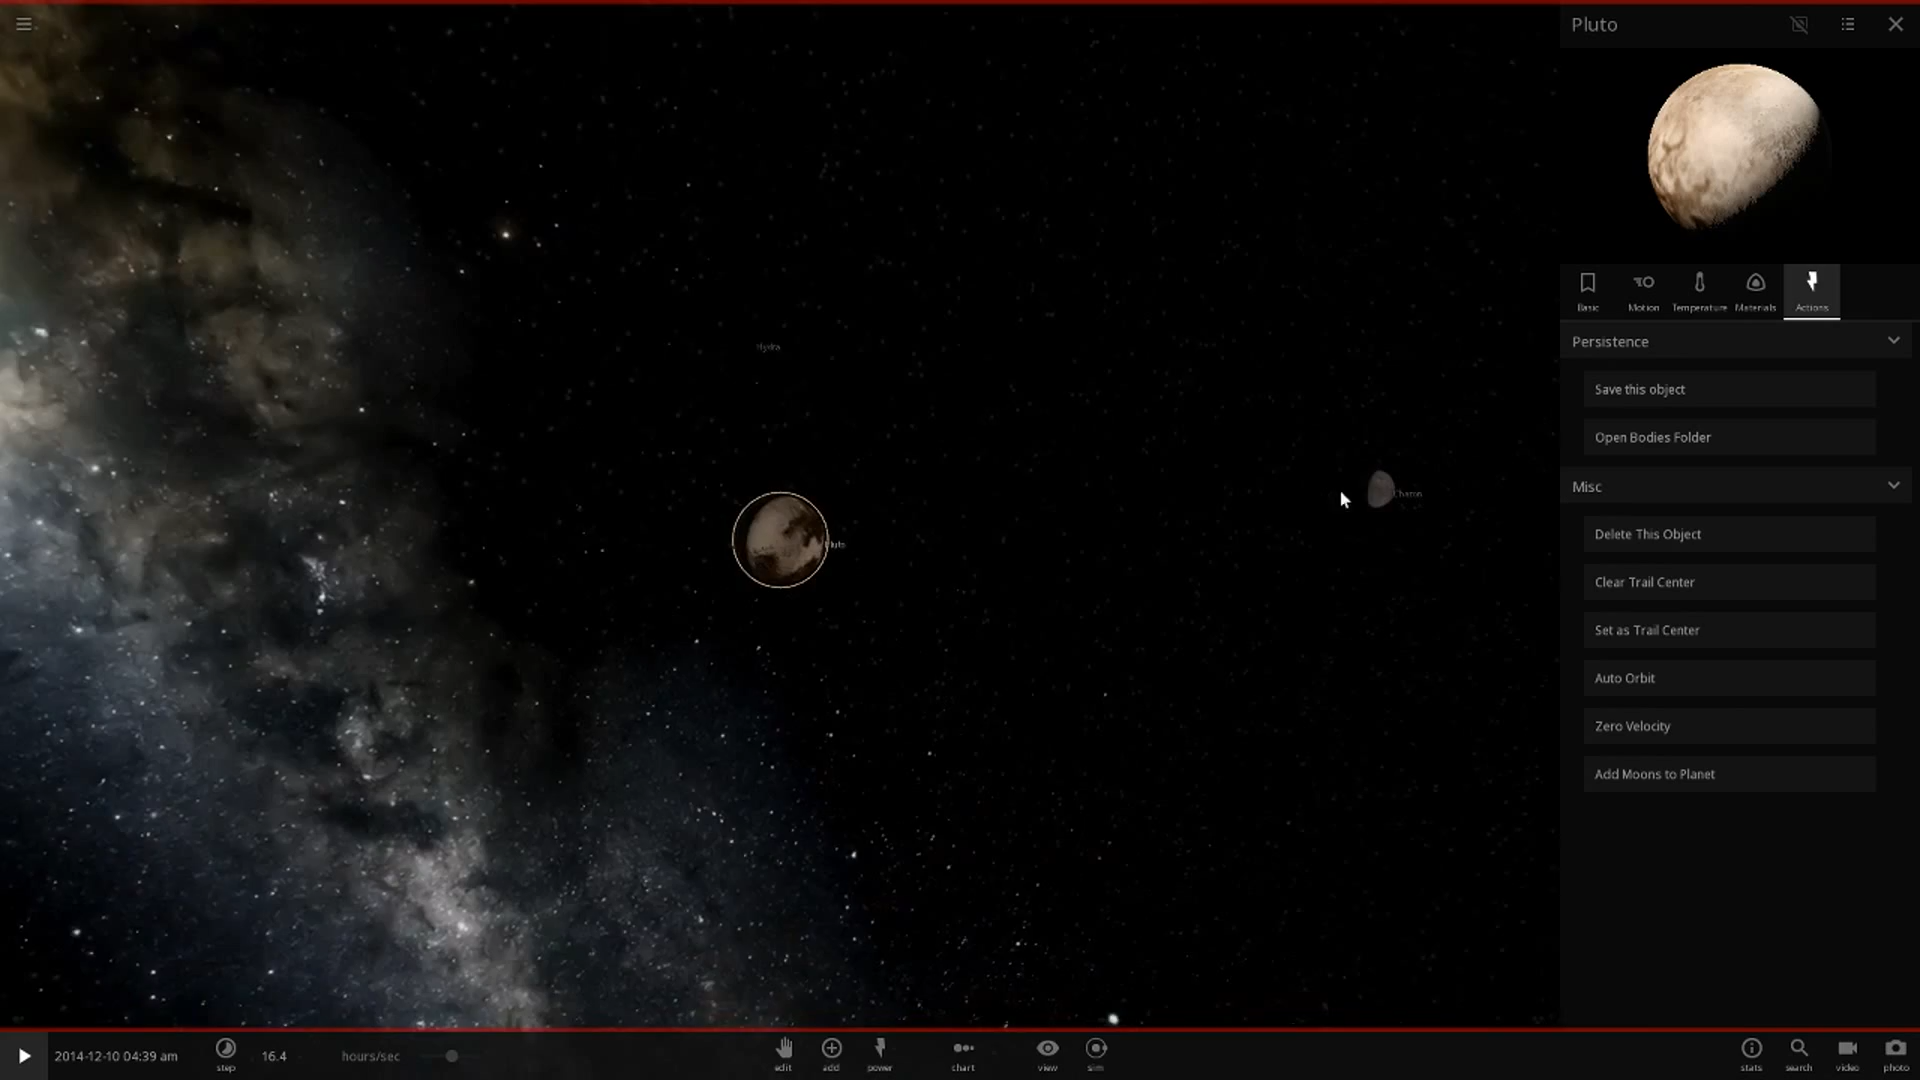 Pluto
Basic
Motion
Temperature
Materials
Actions
Persistence
Save this object
Open Bodies Folder
Misc
Delete This Object
Clear Trail Center
Set as Trail Center
Auto Orbit
Zero Velocity
Add Moons to Planet
Hydra
Pluto
Charon
2014-12-10 04:39 am
step
16.4
hours/sec
edit
add
power
chart
view
sim
stats
search
video
photo